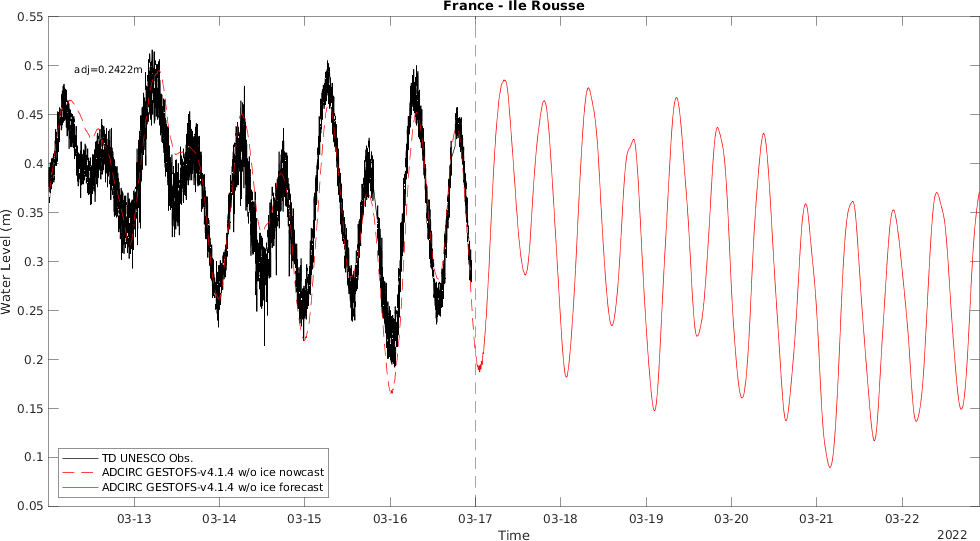 France - Ile Rousse
0.55
0.5
0.45
0.4
0.35
0.3
0.25
0.2
0.15
0.1
0.05
Water Level (m)
adj=0.2422m
TD UNESCO Obs.
ADCIRC GESTOFS-v4.1.4 w/o ice nowcast
ADCIRC GESTOFS-v4.1.4 w/o ice forecast
03-13 03-14 03-15 03-16 03-17 03-18 03-19 03-20 03-21 03-22
Time
2022